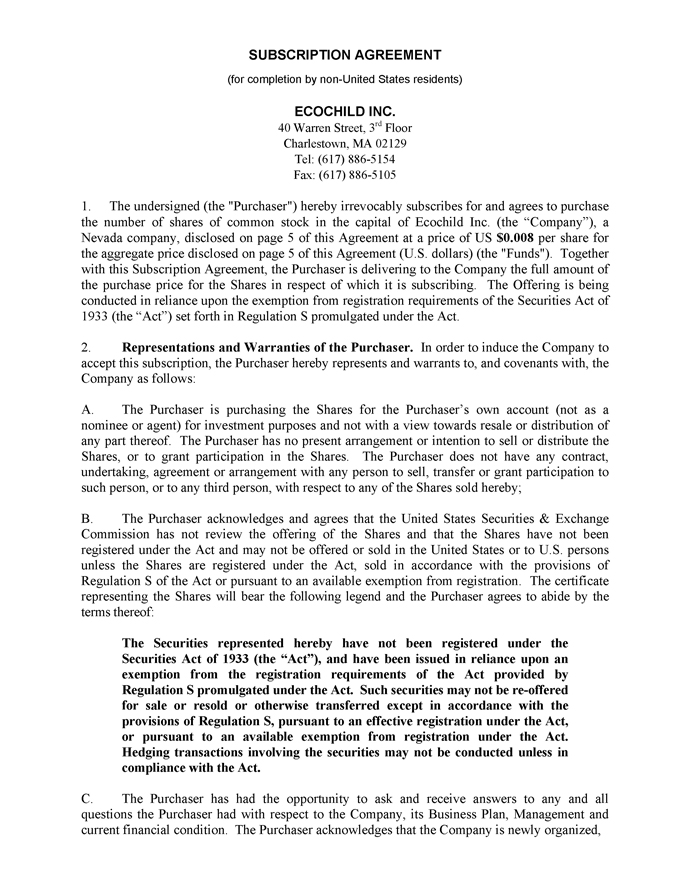 SUBSCRIPTION AGREEMENT
(for completion by non-United States residents)
ECOCHILD INC.
40 Warren Street, 3rd Floor
Charlestown, MA 02129
Tel: (617) 886-5154
Fax: (617) 886-5105
1. The undersigned (the "Purchaser") hereby irrevocably subscribes for and agrees to purchase
the number of shares of common stock in the capital of Ecochild Inc. (the “Company”), a
Nevada company, disclosed on page 5 of this Agreement at a price of US $0.008 per share for
the aggregate price disclosed on page 5 of this Agreement (U.S. dollars) (the "Funds"). Together
with this Subscription Agreement, the Purchaser is delivering to the Company the full amount of
the purchase price for the Shares in respect of which it is subscribing. The Offering is being
conducted in reliance upon the exemption from registration requirements of the Securities Act of
1933 (the “Act”) set forth in Regulation S promulgated under the Act.
2. Representations and Warranties of the Purchaser. In order to induce the Company to
accept this subscription, the Purchaser hereby represents and warrants to, and covenants with, the
Company as follows:
A. The Purchaser is purchasing the Shares for the Purchaser’s own account (not as a
nominee or agent) for investment purposes and not with a view towards resale or distribution of
any part thereof. The Purchaser has no present arrangement or intention to sell or distribute the
Shares, or to grant participation in the Shares. The Purchaser does not have any contract,
undertaking, agreement or arrangement with any person to sell, transfer or grant participation to
such person, or to any third person, with respect to any of the Shares sold hereby;
B. The Purchaser acknowledges and agrees that the United States Securities & Exchange
Commission has not review the offering of the Shares and that the Shares have not been
registered under the Act and may not be offered or sold in the United States or to U.S. persons
unless the Shares are registered under the Act, sold in accordance with the provisions of
Regulation S of the Act or pursuant to an available exemption from registration. The certificate
representing the Shares will bear the following legend and the Purchaser agrees to abide by the
terms thereof:
The Securities represented hereby have not been registered under the
Securities Act of 1933 (the “Act”), and have been issued in reliance upon an
exemption from the registration requirements of the Act provided by
Regulation S promulgated under the Act. Such securities may not be re-offered
for sale or resold or otherwise transferred except in accordance with the
provisions of Regulation S, pursuant to an effective registration under the Act,
or pursuant to an available exemption from registration under the Act.
Hedging transactions involving the securities may not be conducted unless in
compliance with the Act.
C. The Purchaser has had the opportunity to ask and receive answers to any and all
questions the Purchaser had with respect to the Company, its Business Plan, Management and
current financial condition. The Purchaser acknowledges that the Company is newly organized,